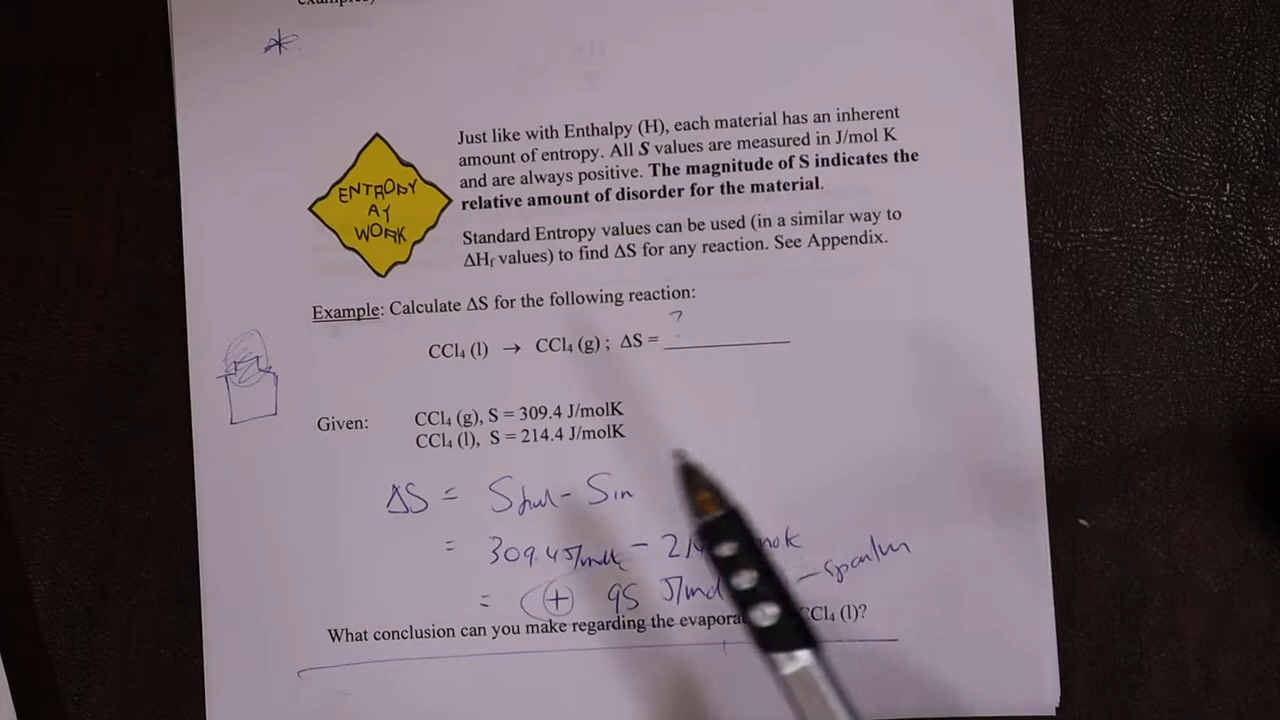 examples)
*
Just like with Enthalpy (H), each material has an inherent
amount of entropy. All S values are measured in J/mol K
and are always positive. The magnitude of S indicates the
relative amount of disorder for the material.
ENTROPY
AY
WORK
Standard Entropy values can be used (in a similar way to
ΔHf values) to find ΔS for any reaction. See Appendix.
Example: Calculate ΔS for the following reaction:
?
CCl₄ (l) → CCl₄ (g) ; ΔS = __________
Given:
CCl₄ (g), S = 309.4 J/molK
CCl₄ (l), S = 214.4 J/molK
ΔS = Sfinal - Sin
= 309.4 J/molK -
= (+) 95 J/mol
What conclusion can you make regarding the CCl₄ (l)?